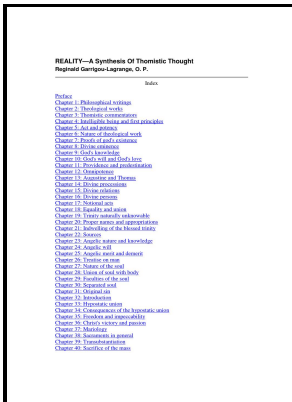 REALITY—A Synthesis Of Thomistic Thought
Reginald Garrigou-Lagrange, O. P.
Index
Preface
Chapter 1: Philosophical writings
Chapter 2: Theological works
Chapter 3: Thomistic commentators
Chapter 4: Intelligible being and first principles
Chapter 5: Act and potency
Chapter 6: Nature of theological work
Chapter 7: Proofs of god's existence
Chapter 8: Divine eminence
Chapter 9: God's knowledge
Chapter 10: God's will and God's love
Chapter 11: Providence and predestination
Chapter 12: Omnipotence
Chapter 13: Augustine and Thomas
Chapter 14: Divine processions
Chapter 15: Divine relations
Chapter 16: Divine persons
Chapter 17: Notional acts
Chapter 18: Equality and union
Chapter 19: Trinity naturally unknowable
Chapter 20: Proper names and appropriations
Chapter 21: Indwelling of the blessed trinity
Chapter 22: Sources
Chapter 23: Angelic nature and knowledge
Chapter 24: Angelic will
Chapter 25: Angelic merit and demerit
Chapter 26: Treatise on man
Chapter 27: Nature of the soul
Chapter 28: Union of soul with body
Chapter 29: Faculties of the soul
Chapter 30: Separated soul
Chapter 31: Original sin
Chapter 32: Introduction
Chapter 33: Hypostatic union
Chapter 34: Consequences of the hypostatic union
Chapter 35: Freedom and impeccability
Chapter 36: Christ's victory and passion
Chapter 37: Mariology
Chapter 38: Sacraments in general
Chapter 39: Transubstantiation
Chapter 40: Sacrifice of the mass